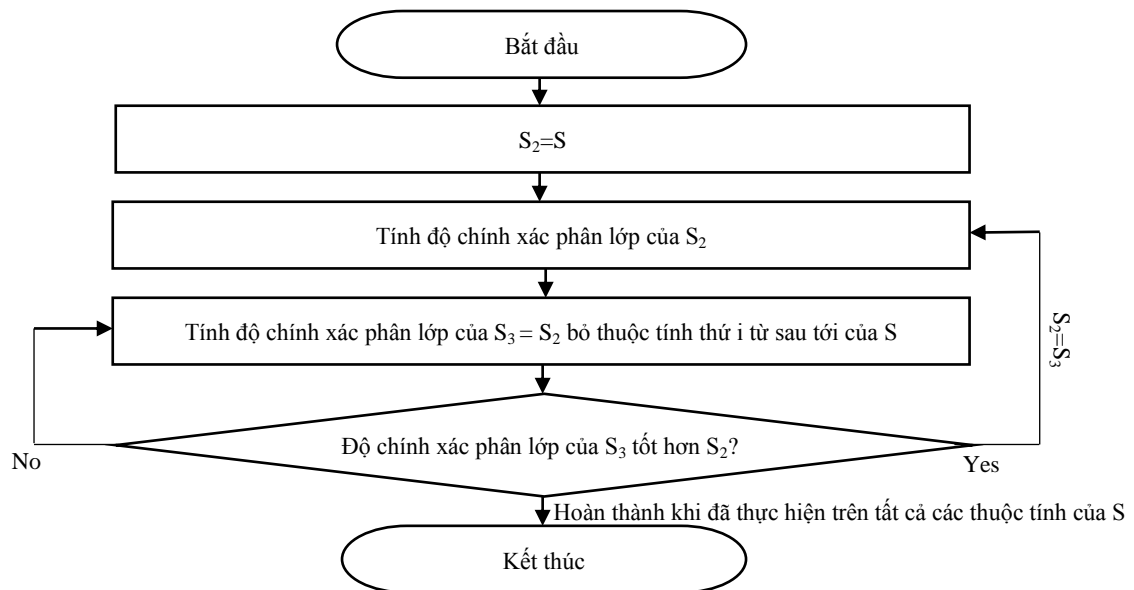 Bắt đầu
S₂=S
Tính độ chính xác phân lớp của S₂
Tính độ chính xác phân lớp của S₃ = S₂ bỏ thuộc tính thứ i từ sau tới của S
S₂=S₃
Độ chính xác phân lớp của S₃ tốt hơn S₂?
No
Yes
Hoàn thành khi đã thực hiện trên tất cả các thuộc tính của S
Kết thúc